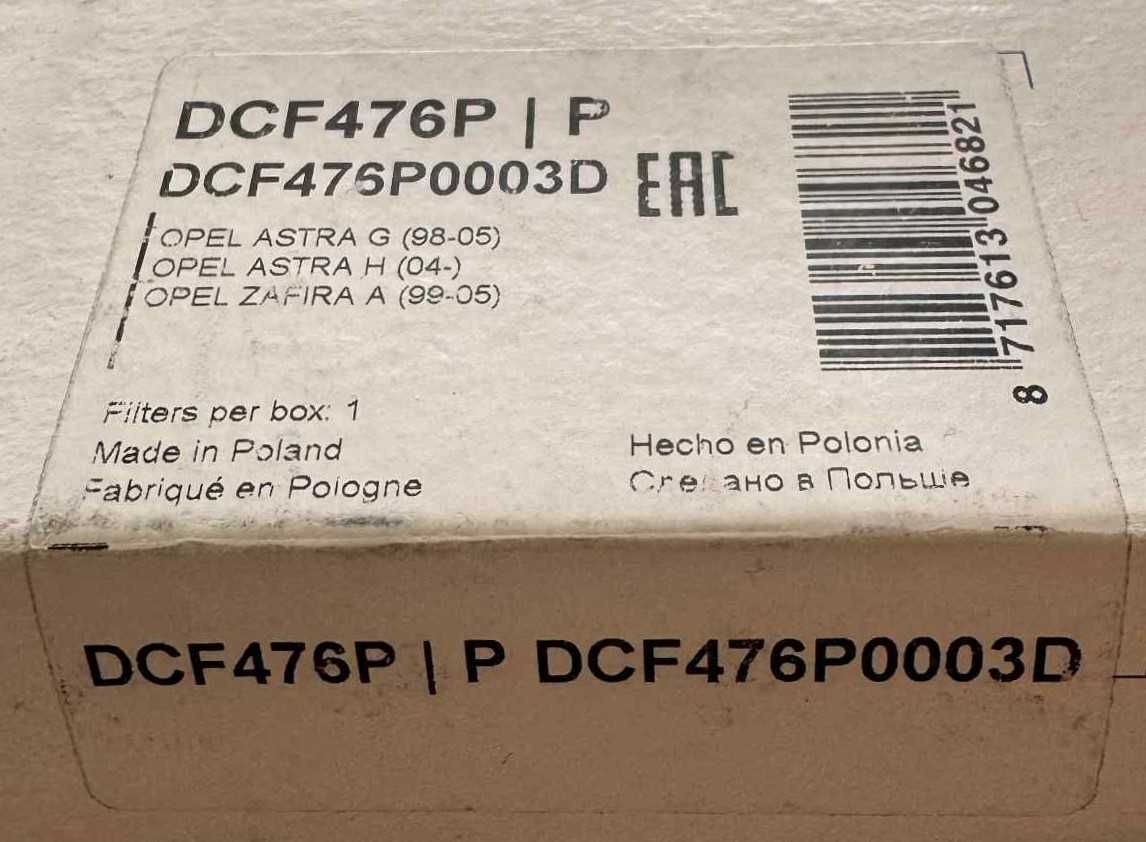 DCF476P | P
DCF476P0003D
EAC
OPEL ASTRA G (98-05)
OPEL ASTRA H (04-)
OPEL ZAFIRA A (99-05)
8 717613 046821
Filters per box: 1
Made in Poland
Fabriqué en Pologne
Hecho en Polonia
Сделано в Польше
DCF476P | P DCF476P0003D